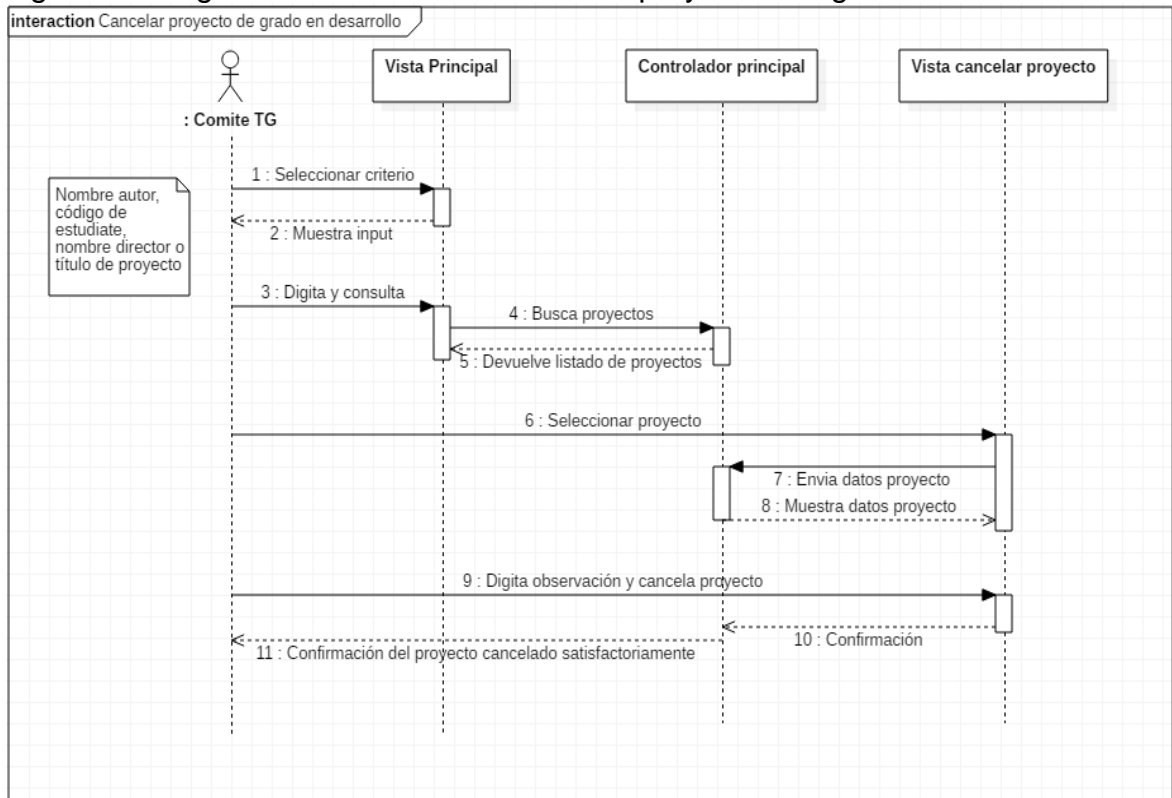 interaction Cancelar proyecto de grado en desarrollo
Vista Principal
Controlador principal
Vista cancelar proyecto
: Comite TG
1 : Seleccionar criterio
Nombre autor,
código de
estudiate,
nombre director o
título de proyecto
2 : Muestra input
3 : Digita y consulta
4 : Busca proyectos
5 : Devuelve listado de proyectos
6 : Seleccionar proyecto
7 : Envia datos proyecto
8 : Muestra datos proyecto
9 : Digita observación y cancela proyecto
10 : Confirmación
11 : Confirmación del proyecto cancelado satisfactoriamente